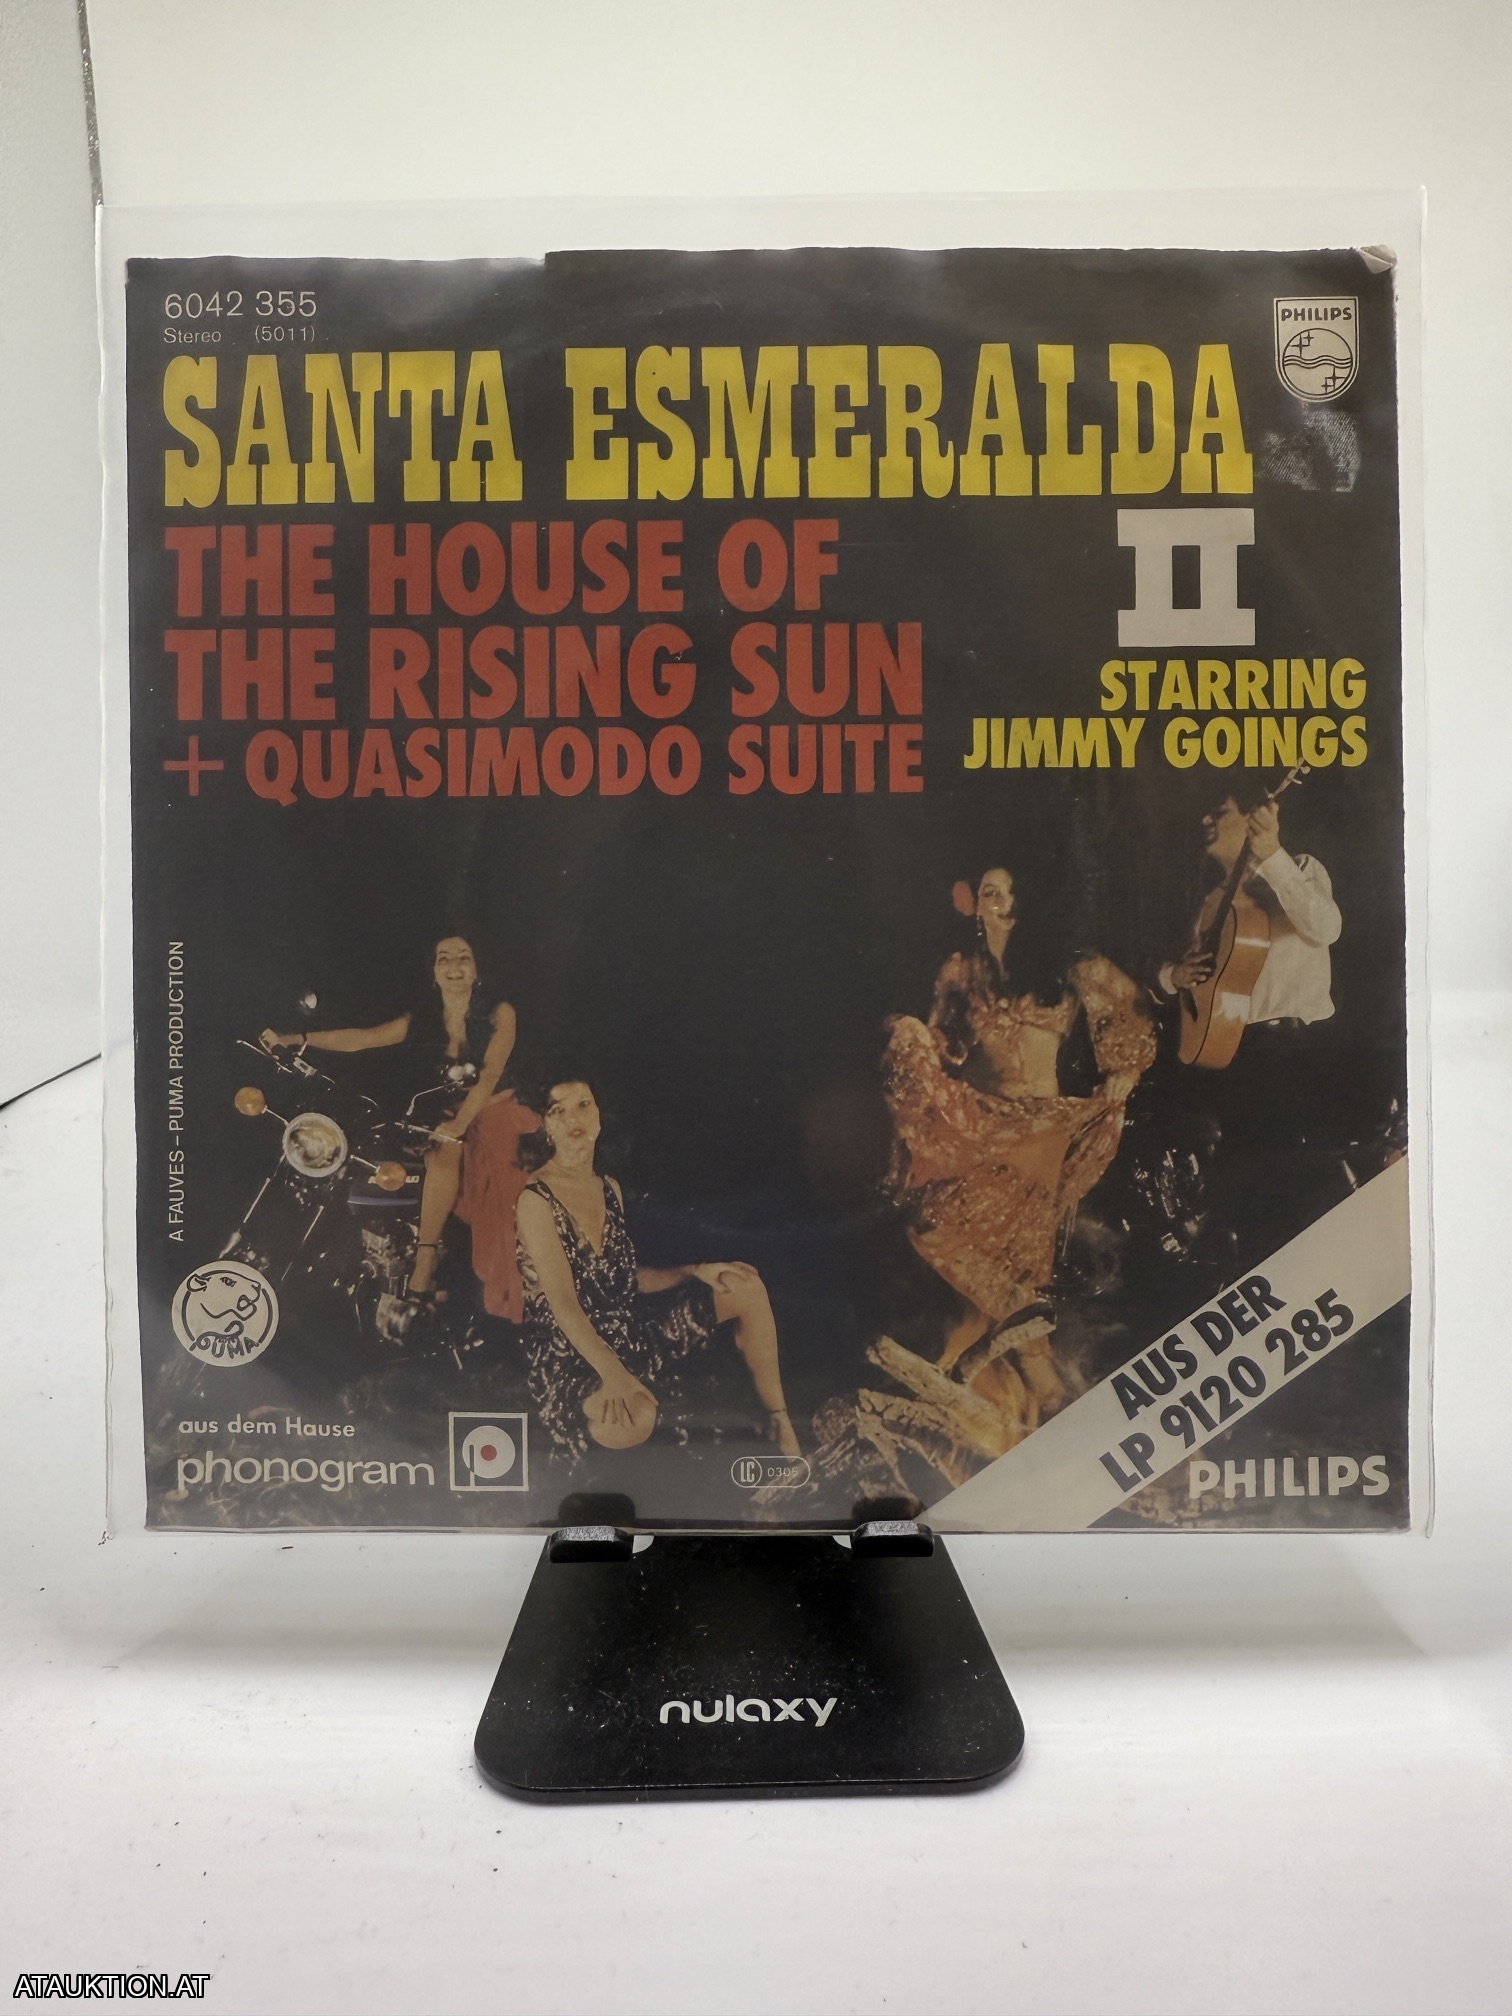 6042 355
Stereo (5011)
PHILIPS
SANTA ESMERALDA
II
THE HOUSE OF
THE RISING SUN
+ QUASIMODO SUITE
STARRING
JIMMY GOINGS
A FAUVES – PUMA PRODUCTION
PUMA
aus dem Hause
phonogram
LC 0305
AUS DER
LP 9120 285
PHILIPS
nulaxy
ATAUKTION.AT